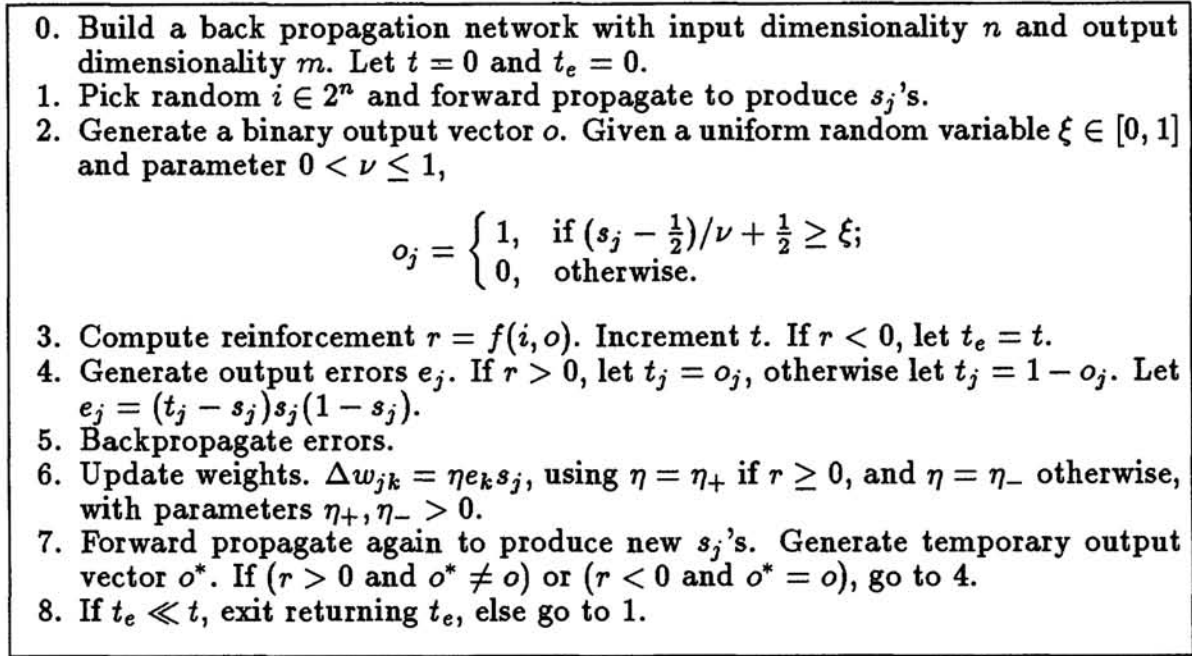 0. Build a back propagation network with input dimensionality n and output
dimensionality m. Let t = 0 and t_e = 0.
1. Pick random i ∈ 2^n and forward propagate to produce s_j's.
2. Generate a binary output vector o. Given a uniform random variable ξ ∈ [0, 1]
and parameter 0 < ν ≤ 1,
o_j = { 1, if (s_j − 1/2)/ν + 1/2 ≥ ξ;
0, otherwise.
3. Compute reinforcement r = f(i, o). Increment t. If r < 0, let t_e = t.
4. Generate output errors e_j. If r > 0, let t_j = o_j, otherwise let t_j = 1 − o_j. Let
e_j = (t_j − s_j)s_j(1 − s_j).
5. Backpropagate errors.
6. Update weights. Δw_jk = ηe_k s_j, using η = η_+ if r ≥ 0, and η = η_− otherwise,
with parameters η_+, η_− > 0.
7. Forward propagate again to produce new s_j's. Generate temporary output
vector o*. If (r > 0 and o* ≠ o) or (r < 0 and o* = o), go to 4.
8. If t_e ≪ t, exit returning t_e, else go to 1.